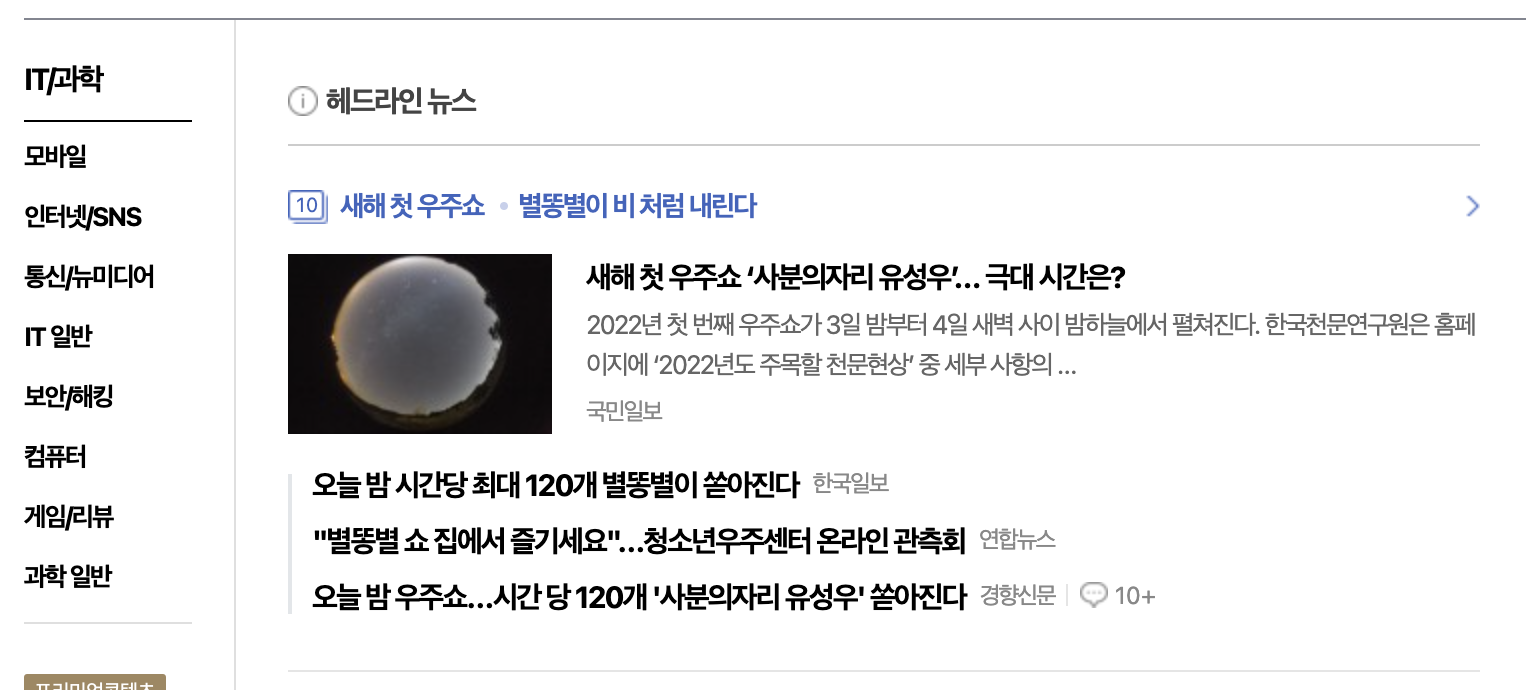 IT/과학
모바일
인터넷/SNS
통신/뉴미디어
IT 일반
보안/해킹
컴퓨터
게임/리뷰
과학 일반
프리미엄콘텐츠
헤드라인 뉴스
10 새해 첫 우주쇼 • 별똥별이 비 처럼 내린다
새해 첫 우주쇼 ‘사분의자리 유성우’… 극대 시간은?
2022년 첫 번째 우주쇼가 3일 밤부터 4일 새벽 사이 밤하늘에서 펼쳐진다. 한국천문연구원은 홈페
이지에 ‘2022년도 주목할 천문현상’ 중 세부 사항의 …
국민일보
오늘 밤 시간당 최대 120개 별똥별이 쏟아진다 한국일보
"별똥별 쇼 집에서 즐기세요"…청소년우주센터 온라인 관측회 연합뉴스
오늘 밤 우주쇼…시간 당 120개 '사분의자리 유성우' 쏟아진다 경향신문 10+